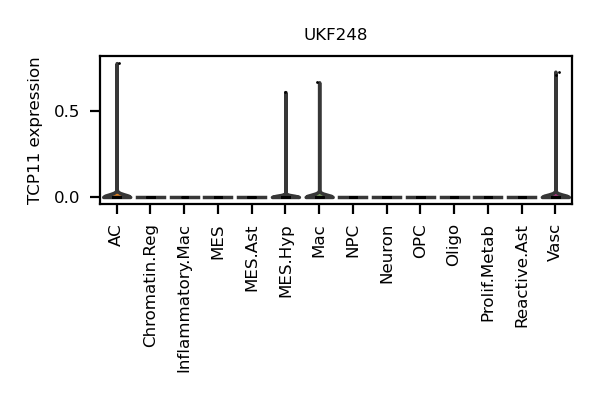 UKF248
TCP11 expression
0.5
0.0
AC
Chromatin.Reg
Inflammatory.Mac
MES
MES.Ast
MES.Hyp
Mac
NPC
Neuron
OPC
Oligo
Prolif.Metab
Reactive.Ast
Vasc